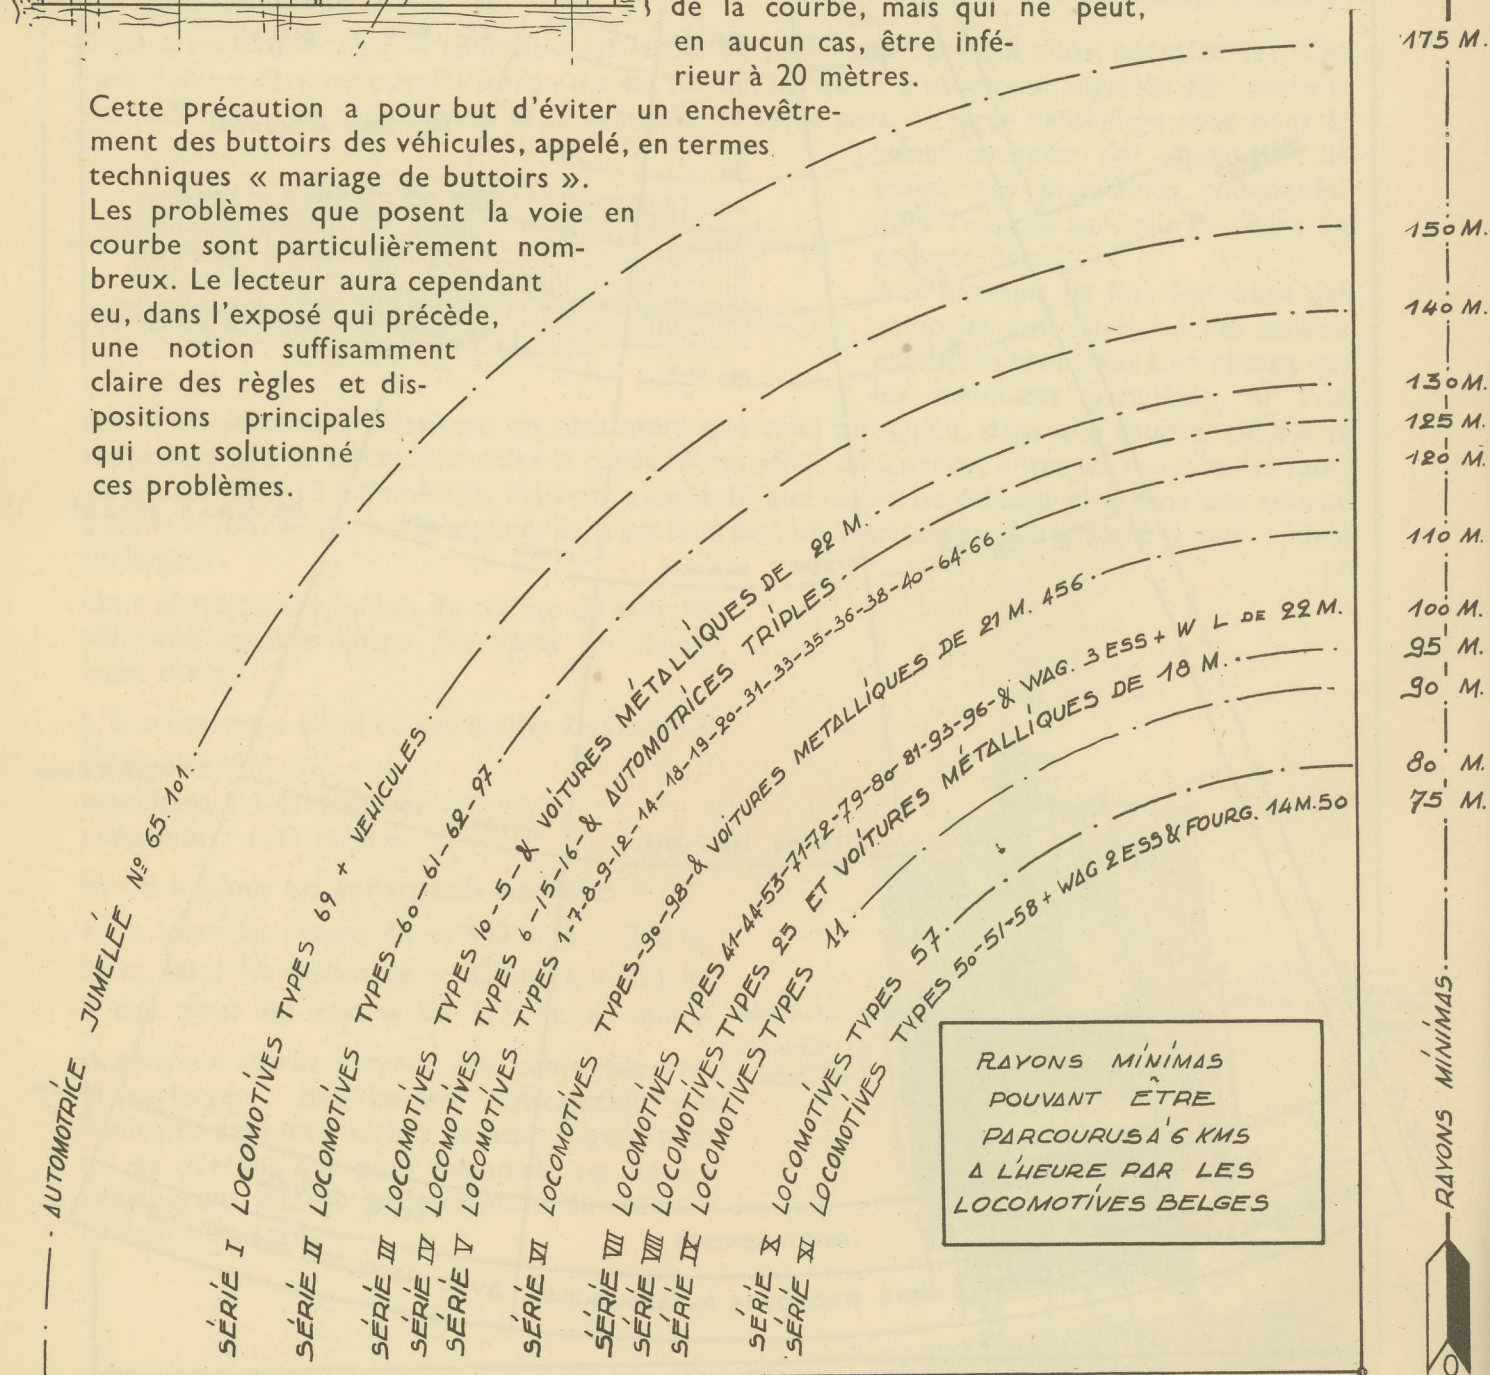 de la courbe, mais qui ne peut,
en aucun cas, être infé-
rieur à 20 mètres.
Cette précaution a pour but d'éviter un enchevêtre-
ment des buttoirs des véhicules, appelé, en termes
techniques « mariage de buttoirs ».
Les problèmes que posent la voie en
courbe sont particulièrement nom-
breux. Le lecteur aura cependant
eu, dans l'exposé qui précède,
une notion suffisamment
claire des règles et dis-
positions principales
qui ont solutionné
ces problèmes.
AUTOMOTRICE JUMELÉE Nº 65.101.
SÉRIE I LOCOMOTIVES TYPES 69 + VEHICULES
SÉRIE II LOCOMOTIVES TYPES-60-61-62-97
SÉRIE III LOCOMOTIVES TYPES 10-5-& VOITURES MÉTALLIQUES DE 22 M.
SÉRIE IV LOCOMOTIVES TYPES 6-15-16-& AUTOMOTRICES TRIPLES
SÉRIE V LOCOMOTIVES TYPES 1-7-8-9-12-14-18-19-20-31-33-35-36-38-40-64-66
SÉRIE VI LOCOMOTIVES TYPES-90-98-& VOITURES METALLIQUES DE 21 M. 456
SÉRIE VII LOCOMOTIVES TYPES 41-44-53-71-72-79-80-81-93-96-& WAG. 3 ESS + W L DE 22 M.
SÉRIE VIII LOCOMOTIVES TYPES 25 ET VOITURES MÉTALLIQUES DE 18 M.
SÉRIE IX LOCOMOTIVES TYPES 11
SÉRIE X LOCOMOTIVES TYPES 57
SÉRIE XI LOCOMOTIVES TYPES 50-51-58 + WAG 2 ESS & FOURG. 14M.50
RAYONS MINIMAS
POUVANT ÊTRE
PARCOURUS À 6 KMS
A L'HEURE PAR LES
LOCOMOTIVES BELGES
175 M.
150 M.
140 M.
130 M.
125 M.
120 M.
110 M.
100 M.
95 M.
90 M.
80 M.
75 M.
RAYONS MINIMAS